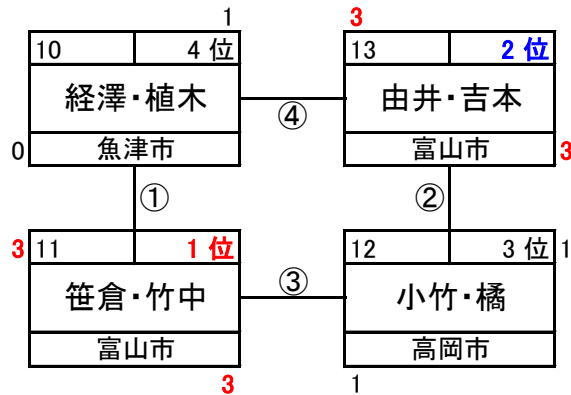 1 3
10 4 位 13 2 位
経澤・植木 ④ 由井・吉本
0 魚津市 富山市 3
① ②
3 11 1 位 12 3 位 1
笹倉・竹中 ③ 小竹・橘
富山市 高岡市
3 1